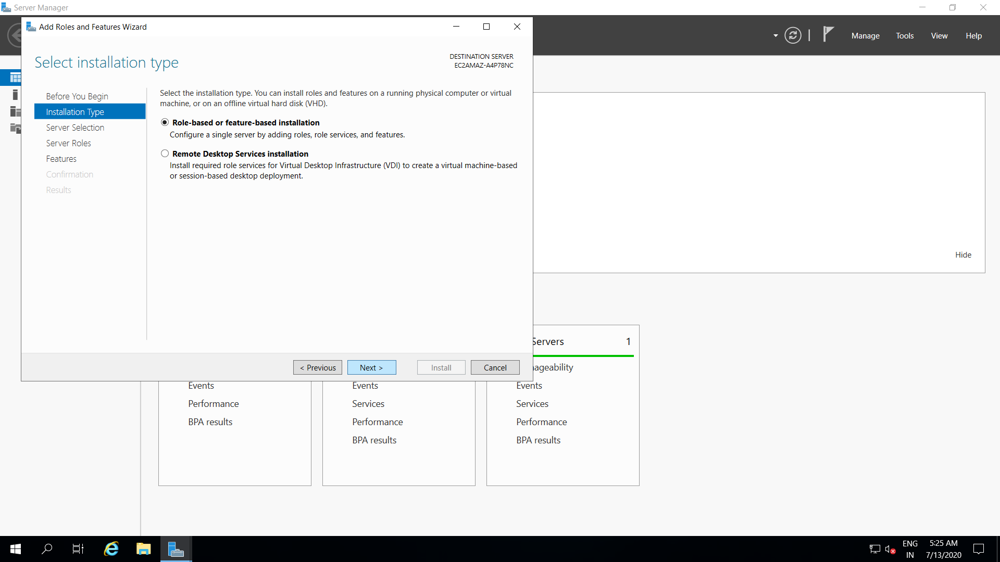 Server Manager
Add Roles and Features Wizard
Manage Tools View Help
Select installation type
DESTINATION SERVER
EC2AMAZ-A4P78NC
Before You Begin
Installation Type
Server Selection
Server Roles
Features
Confirmation
Results
Select the installation type. You can install roles and features on a running physical computer or virtual
machine, or on an offline virtual hard disk (VHD).
Role-based or feature-based installation
Configure a single server by adding roles, role services, and features.
Remote Desktop Services installation
Install required role services for Virtual Desktop Infrastructure (VDI) to create a virtual machine-based
or session-based desktop deployment.
Hide
< Previous Next > Install Cancel
Servers 1
nageability
Events
Performance
BPA results
Events
Services
Performance
BPA results
Events
Services
Performance
BPA results
ENG
IN
5:25 AM
7/13/2020